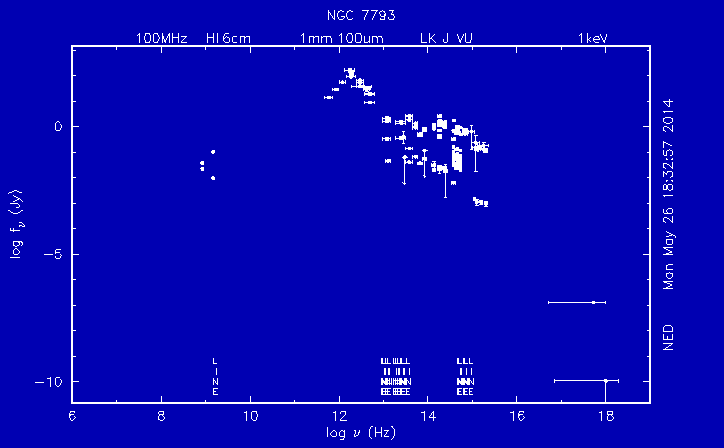 NGC 7793
100MHz HI 6cm 1mm 100um LK J VU 1keV
0
−5
−10
log fν (Jy)
L L L L L L L L L L
I I I I I I I I
N N N N N N N N N
E E E E E E E E E
6 8 10 12 14 16 18
log ν (Hz)
NED Mon May 26 18:32:57 2014